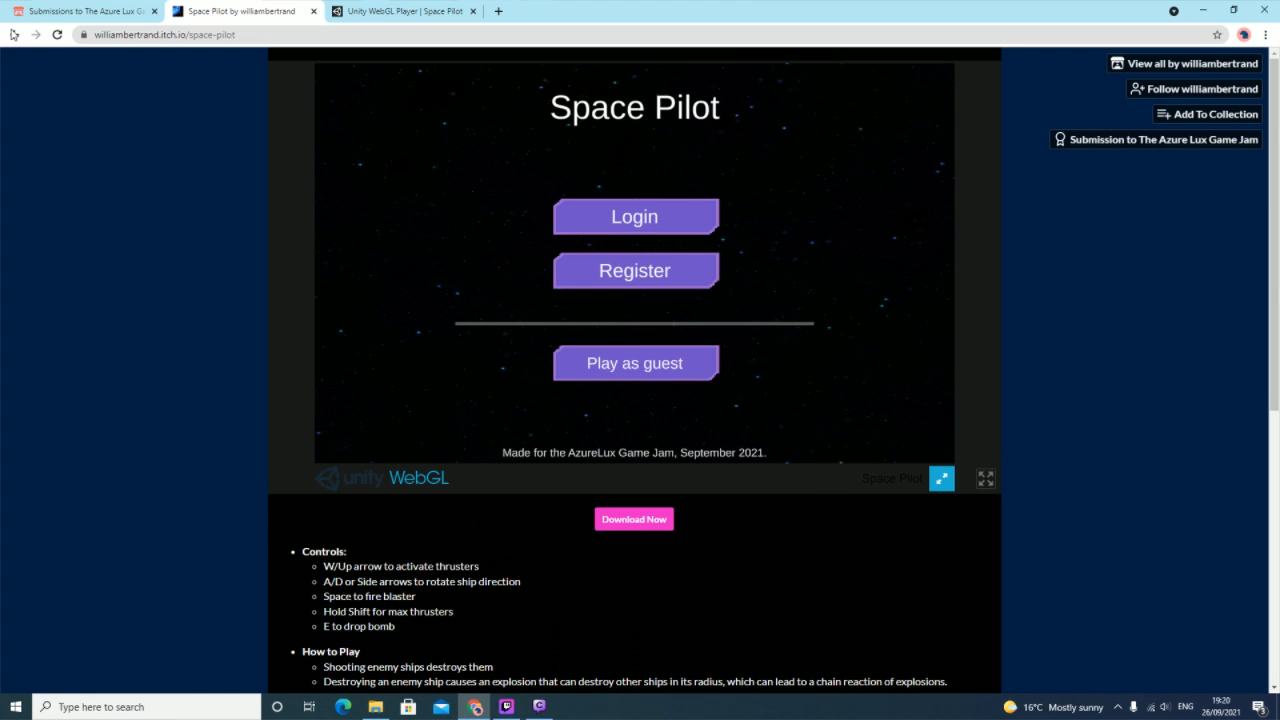 Submissions to The Azure Lux G
Space Pilot by williambertrand
Unity WebGL Player | Space Pilot
williambertrand.itch.io/space-pilot
View all by williambertrand
Follow williambertrand
Add To Collection
Submission to The Azure Lux Game Jam
Space Pilot
Login
Register
Play as guest
Made for the AzureLux Game Jam, September 2021.
unity WebGL
Space Pilot
Download Now
Controls:
W/Up arrow to activate thrusters
A/D or Side arrows to rotate ship direction
Space to fire blaster
Hold Shift for max thrusters
E to drop bomb
How to Play
Shooting enemy ships destroys them
Destroying an enemy ship causes an explosion that can destroy other ships in its radius, which can lead to a chain reaction of explosions.
Type here to search
16°C Mostly sunny
ENG
19:20
26/09/2021
3